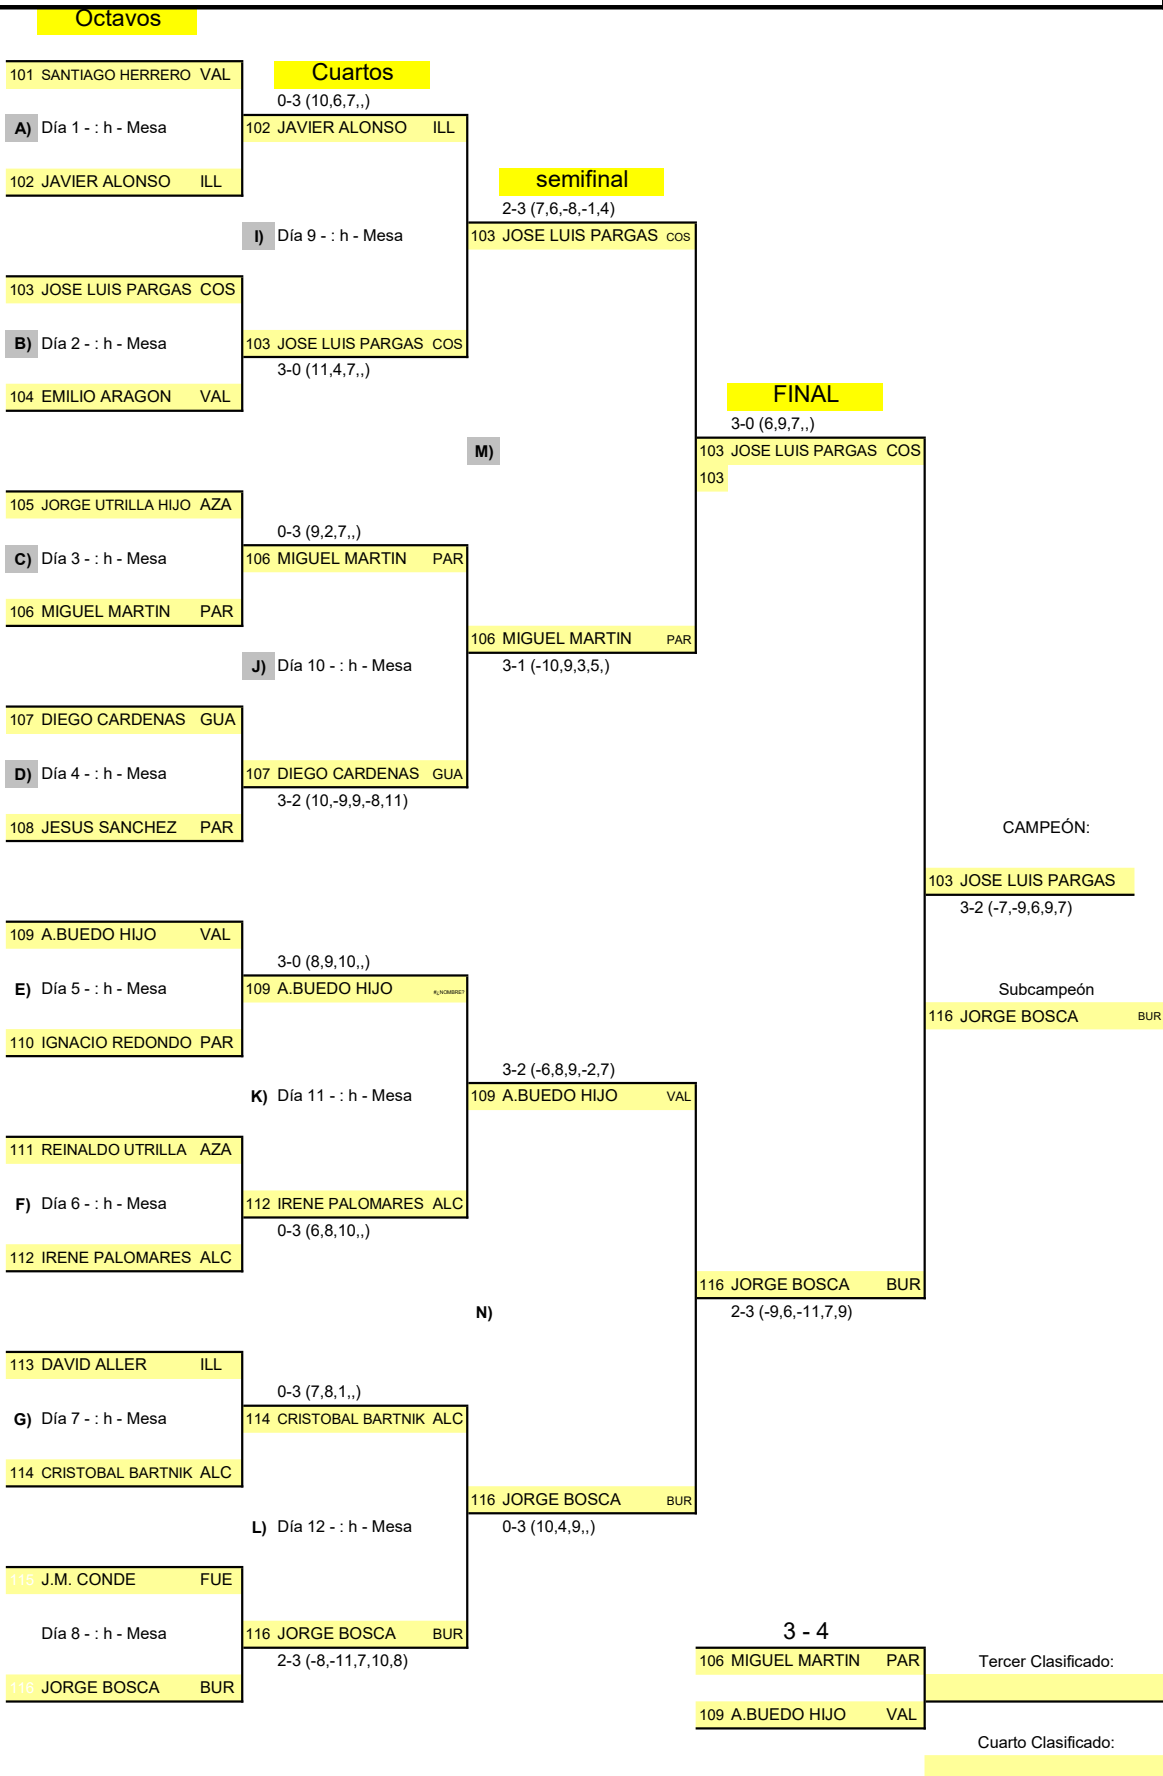 Octavos
101 SANTIAGO HERRERO VAL
Cuartos
0-3 (10,6,7,,)
A) Día 1 - : h - Mesa
102 JAVIER ALONSO ILL
102 JAVIER ALONSO ILL
semifinal
2-3 (7,6,-8,-1,4)
I) Día 9 - : h - Mesa
103 JOSE LUIS PARGAS COS
103 JOSE LUIS PARGAS COS
B) Día 2 - : h - Mesa
103 JOSE LUIS PARGAS COS
3-0 (11,4,7,,)
104 EMILIO ARAGON VAL
FINAL
3-0 (6,9,7,,)
M)
103 JOSE LUIS PARGAS COS
103
105 JORGE UTRILLA HIJO AZA
0-3 (9,2,7,,)
C) Día 3 - : h - Mesa
106 MIGUEL MARTIN PAR
106 MIGUEL MARTIN PAR
106 MIGUEL MARTIN PAR
J) Día 10 - : h - Mesa
3-1 (-10,9,3,5,)
107 DIEGO CARDENAS GUA
D) Día 4 - : h - Mesa
107 DIEGO CARDENAS GUA
3-2 (10,-9,9,-8,11)
108 JESUS SANCHEZ PAR
CAMPEÓN:
103 JOSE LUIS PARGAS
3-2 (-7,-9,6,9,7)
109 A.BUEDO HIJO VAL
3-0 (8,9,10,,)
E) Día 5 - : h - Mesa
109 A.BUEDO HIJO #¿NOMBRE?
Subcampeón
116 JORGE BOSCA BUR
110 IGNACIO REDONDO PAR
3-2 (-6,8,9,-2,7)
K) Día 11 - : h - Mesa
109 A.BUEDO HIJO VAL
111 REINALDO UTRILLA AZA
F) Día 6 - : h - Mesa
112 IRENE PALOMARES ALC
0-3 (6,8,10,,)
112 IRENE PALOMARES ALC
116 JORGE BOSCA BUR
N)
2-3 (-9,6,-11,7,9)
113 DAVID ALLER ILL
0-3 (7,8,1,,)
G) Día 7 - : h - Mesa
114 CRISTOBAL BARTNIK ALC
114 CRISTOBAL BARTNIK ALC
116 JORGE BOSCA BUR
L) Día 12 - : h - Mesa
0-3 (10,4,9,,)
115 J.M. CONDE FUE
Día 8 - : h - Mesa
116 JORGE BOSCA BUR
3 - 4
2-3 (-8,-11,7,10,8)
106 MIGUEL MARTIN PAR
Tercer Clasificado:
116 JORGE BOSCA BUR
109 A.BUEDO HIJO VAL
Cuarto Clasificado: